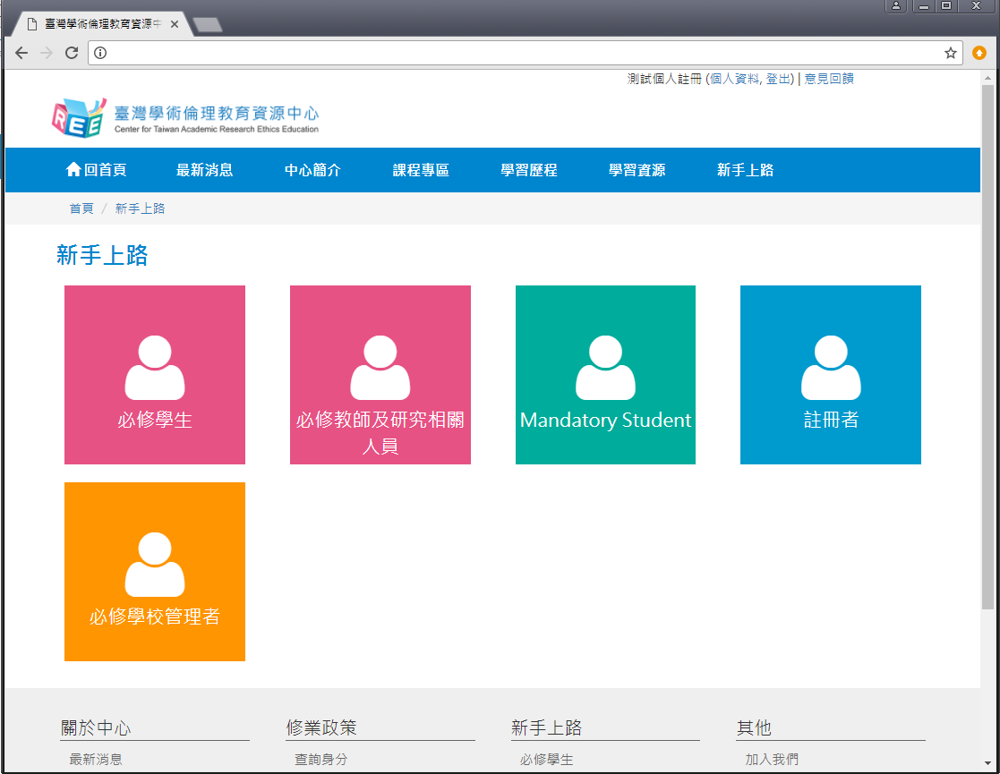 臺灣學術倫理教育資源中
測試個人註冊 (個人資料, 登出) | 意見回饋
REE
臺灣學術倫理教育資源中心
Center for Taiwan Academic Research Ethics Education
回首頁 最新消息 中心簡介 課程專區 學習歷程 學習資源 新手上路
首頁 / 新手上路
新手上路
必修學生
必修教師及研究相關
人員
Mandatory Student
註冊者
必修學校管理者
關於中心 修業政策 新手上路 其他
最新消息 查詢身分 必修學生 加入我們